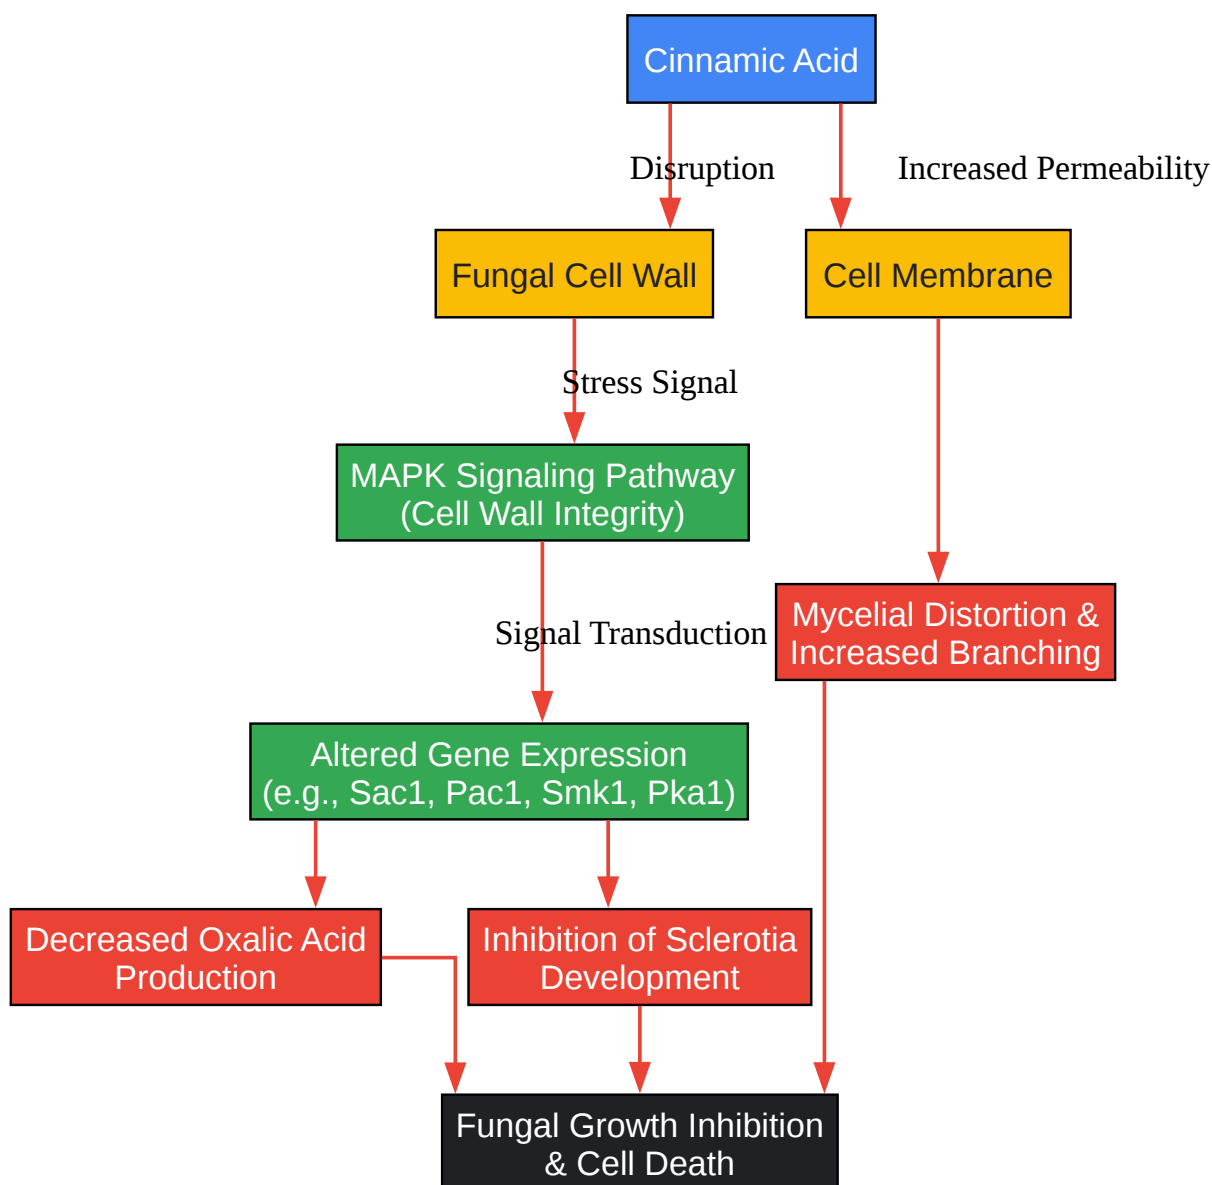 Cinnamic Acid
Disruption
Increased Permeability
Fungal Cell Wall
Cell Membrane
Stress Signal
MAPK Signaling Pathway
(Cell Wall Integrity)
Mycelial Distortion &
Increased Branching
Signal Transduction
Altered Gene Expression
(e.g., Sac1, Pac1, Smk1, Pka1)
Decreased Oxalic Acid
Production
Inhibition of Sclerotia
Development
Fungal Growth Inhibition
& Cell Death